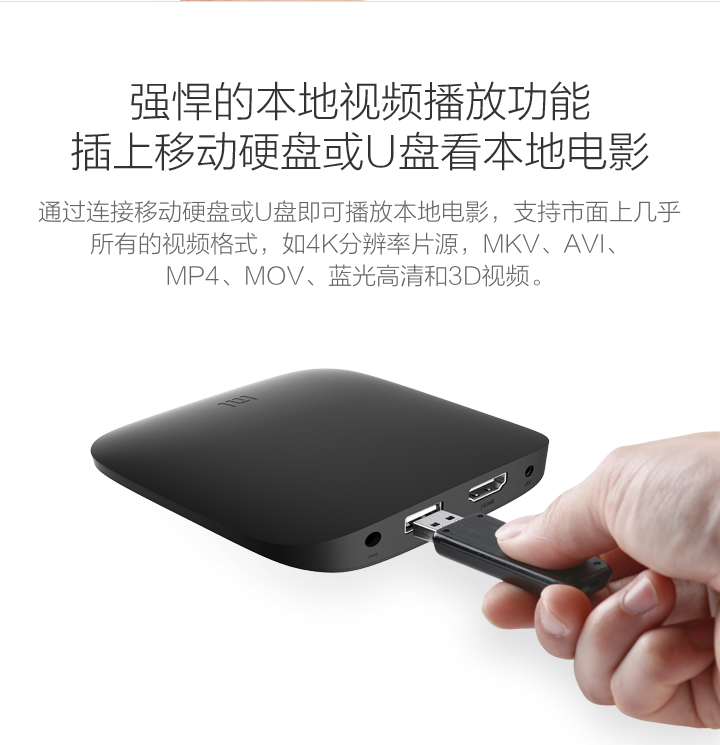 强悍的本地视频播放功能
插上移动硬盘或U盘看本地电影
通过连接移动硬盘或U盘即可播放本地电影，支持市面上几乎
所有的视频格式，如4K分辨率片源，MKV、AVI、
MP4、MOV、蓝光高清和3D视频。